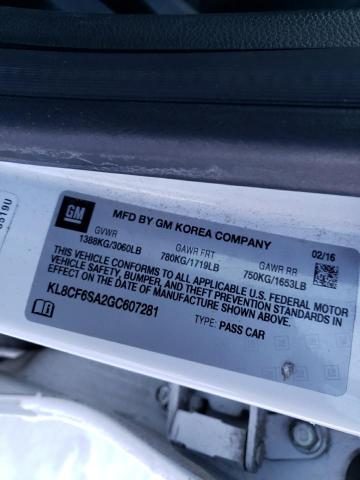 GM
MFD BY GM KOREA COMPANY
GVWR GAWR FRT GAWR RR 02/16
1388KG/3060LB 780KG/1719LB 750KG/1653LB
THIS VEHICLE CONFORMS TO ALL APPLICABLE U.S. FEDERAL MOTOR
VEHICLE SAFETY, BUMPER, AND THEFT PREVENTION STANDARDS IN
EFFECT ON THE DATE OF MANUFACTURE SHOWN ABOVE.
KL8CF6SA2GC607281 TYPE: PASS CAR